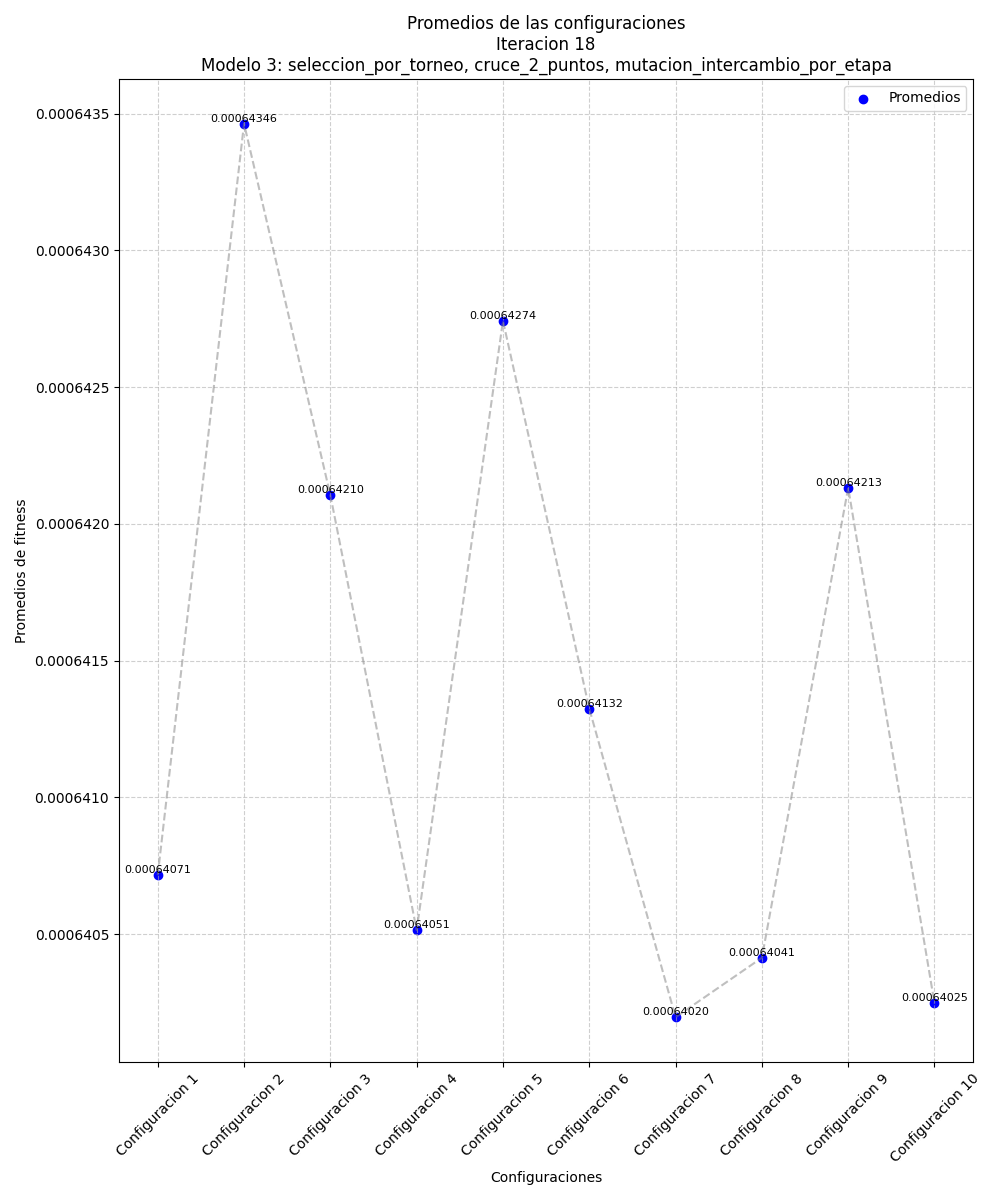 Promedios de las configuraciones
Iteracion 18
Modelo 3: seleccion_por_torneo, cruce_2_puntos, mutacion_intercambio_por_etapa
Promedios
0.0006435
0.0006430
0.0006425
0.0006420
0.0006415
0.0006410
0.0006405
Promedios de fitness
0.00064071
0.00064346
0.00064210
0.00064051
0.00064274
0.00064132
0.00064020
0.00064041
0.00064213
0.00064025
Configuracion 1
Configuracion 2
Configuracion 3
Configuracion 4
Configuracion 5
Configuracion 6
Configuracion 7
Configuracion 8
Configuracion 9
Configuracion 10
Configuraciones